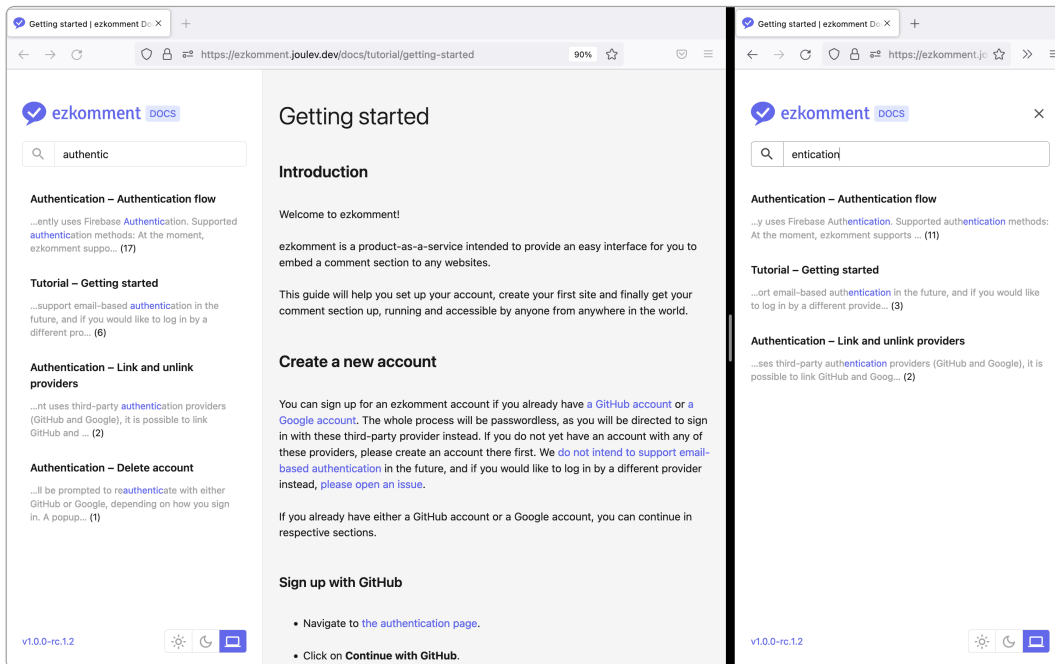 Getting started | ezkomment Do
https://ezkomment.joulev.dev/docs/tutorial/getting-started
90%
ezkomment DOCS
authentic
Authentication – Authentication flow
...ently uses Firebase Authentication. Supported
authentication methods: At the moment,
ezkomment suppo... (17)
Tutorial – Getting started
...support email-based authentication in the
future, and if you would like to log in by a
different pro... (6)
Authentication – Link and unlink
providers
...nt uses third-party authentication providers
(GitHub and Google), it is possible to link
GitHub and ... (2)
Authentication – Delete account
...ll be prompted to reauthenticate with either
GitHub or Google, depending on how you sign
in. A popup... (1)
v1.0.0-rc.1.2
Getting started
Introduction
Welcome to ezkomment!
ezkomment is a product-as-a-service intended to provide an easy interface for you to
embed a comment section to any websites.
This guide will help you set up your account, create your first site and finally get your
comment section up, running and accessible by anyone from anywhere in the world.
Create a new account
You can sign up for an ezkomment account if you already have a GitHub account or a
Google account. The whole process will be passwordless, as you will be directed to sign
in with these third-party provider instead. If you do not yet have an account with any of
these providers, please create an account there first. We do not intend to support email-
based authentication in the future, and if you would like to log in by a different provider
instead, please open an issue.
If you already have either a GitHub account or a Google account, you can continue in
respective sections.
Sign up with GitHub
• Navigate to the authentication page.
• Click on Continue with GitHub.
Getting started | ezkomment Do
https://ezkomment.jo
ezkomment DOCS
entication
Authentication – Authentication flow
...y uses Firebase Authentication. Supported authentication methods:
At the moment, ezkomment supports ... (11)
Tutorial – Getting started
...ort email-based authentication in the future, and if you would like
to log in by a different provide... (3)
Authentication – Link and unlink providers
...ses third-party authentication providers (GitHub and Google), it is
possible to link GitHub and Goog... (2)
v1.0.0-rc.1.2